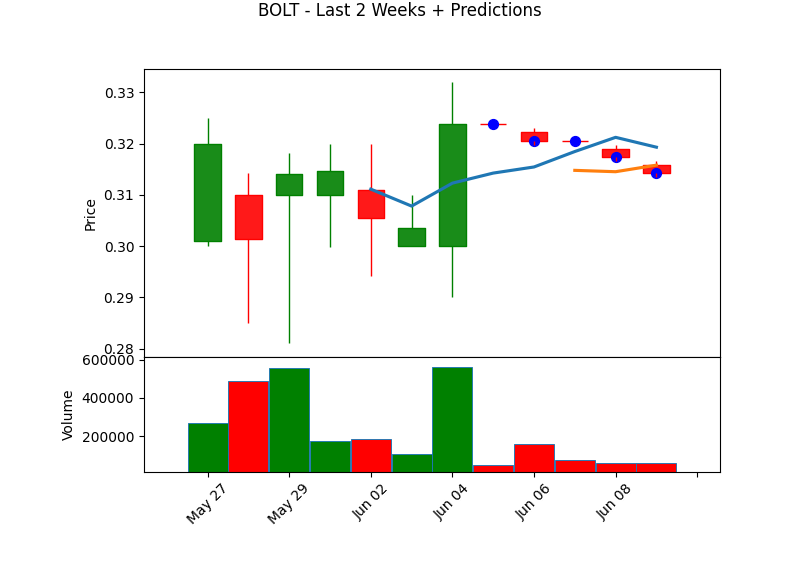 BOLT - Last 2 Weeks + Predictions
0.33
0.32
0.31
0.30
0.29
0.28
Price
600000
400000
200000
Volume
May 27
May 29
Jun 02
Jun 04
Jun 06
Jun 08